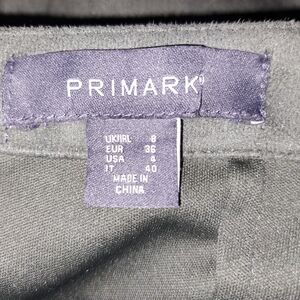 PRIMARK
UK/IRL 8
EUR 36
USA 4
IT 40
MADE IN
CHINA